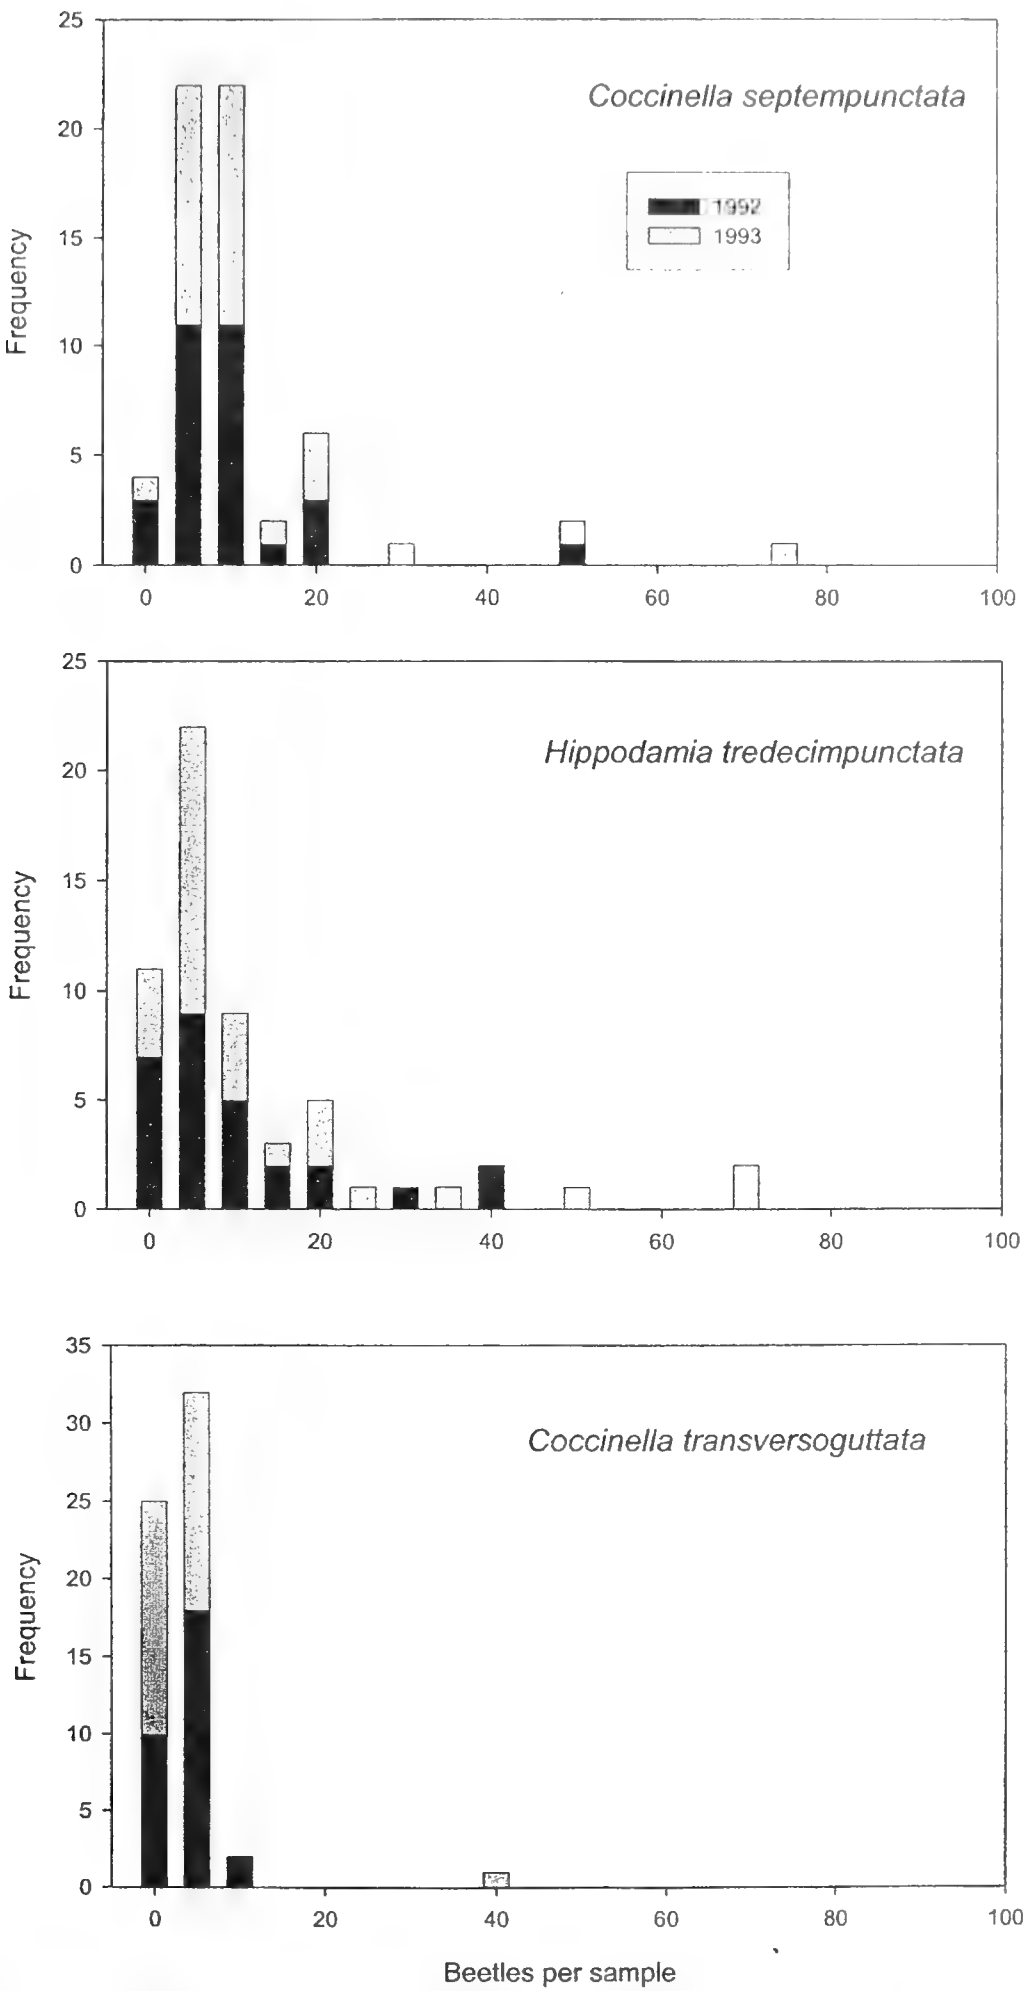 25
20
15
10
5
0
Frequency
Coccinella septempunctata
1992
1993
0 20 40 60 80 100
25
20
15
10
5
0
Frequency
Hippodamia tredecimpunctata
0 20 40 60 80 100
35
30
25
20
15
10
5
0
Frequency
Coccinella transversoguttata
0 20 40 60 80 100
Beetles per sample